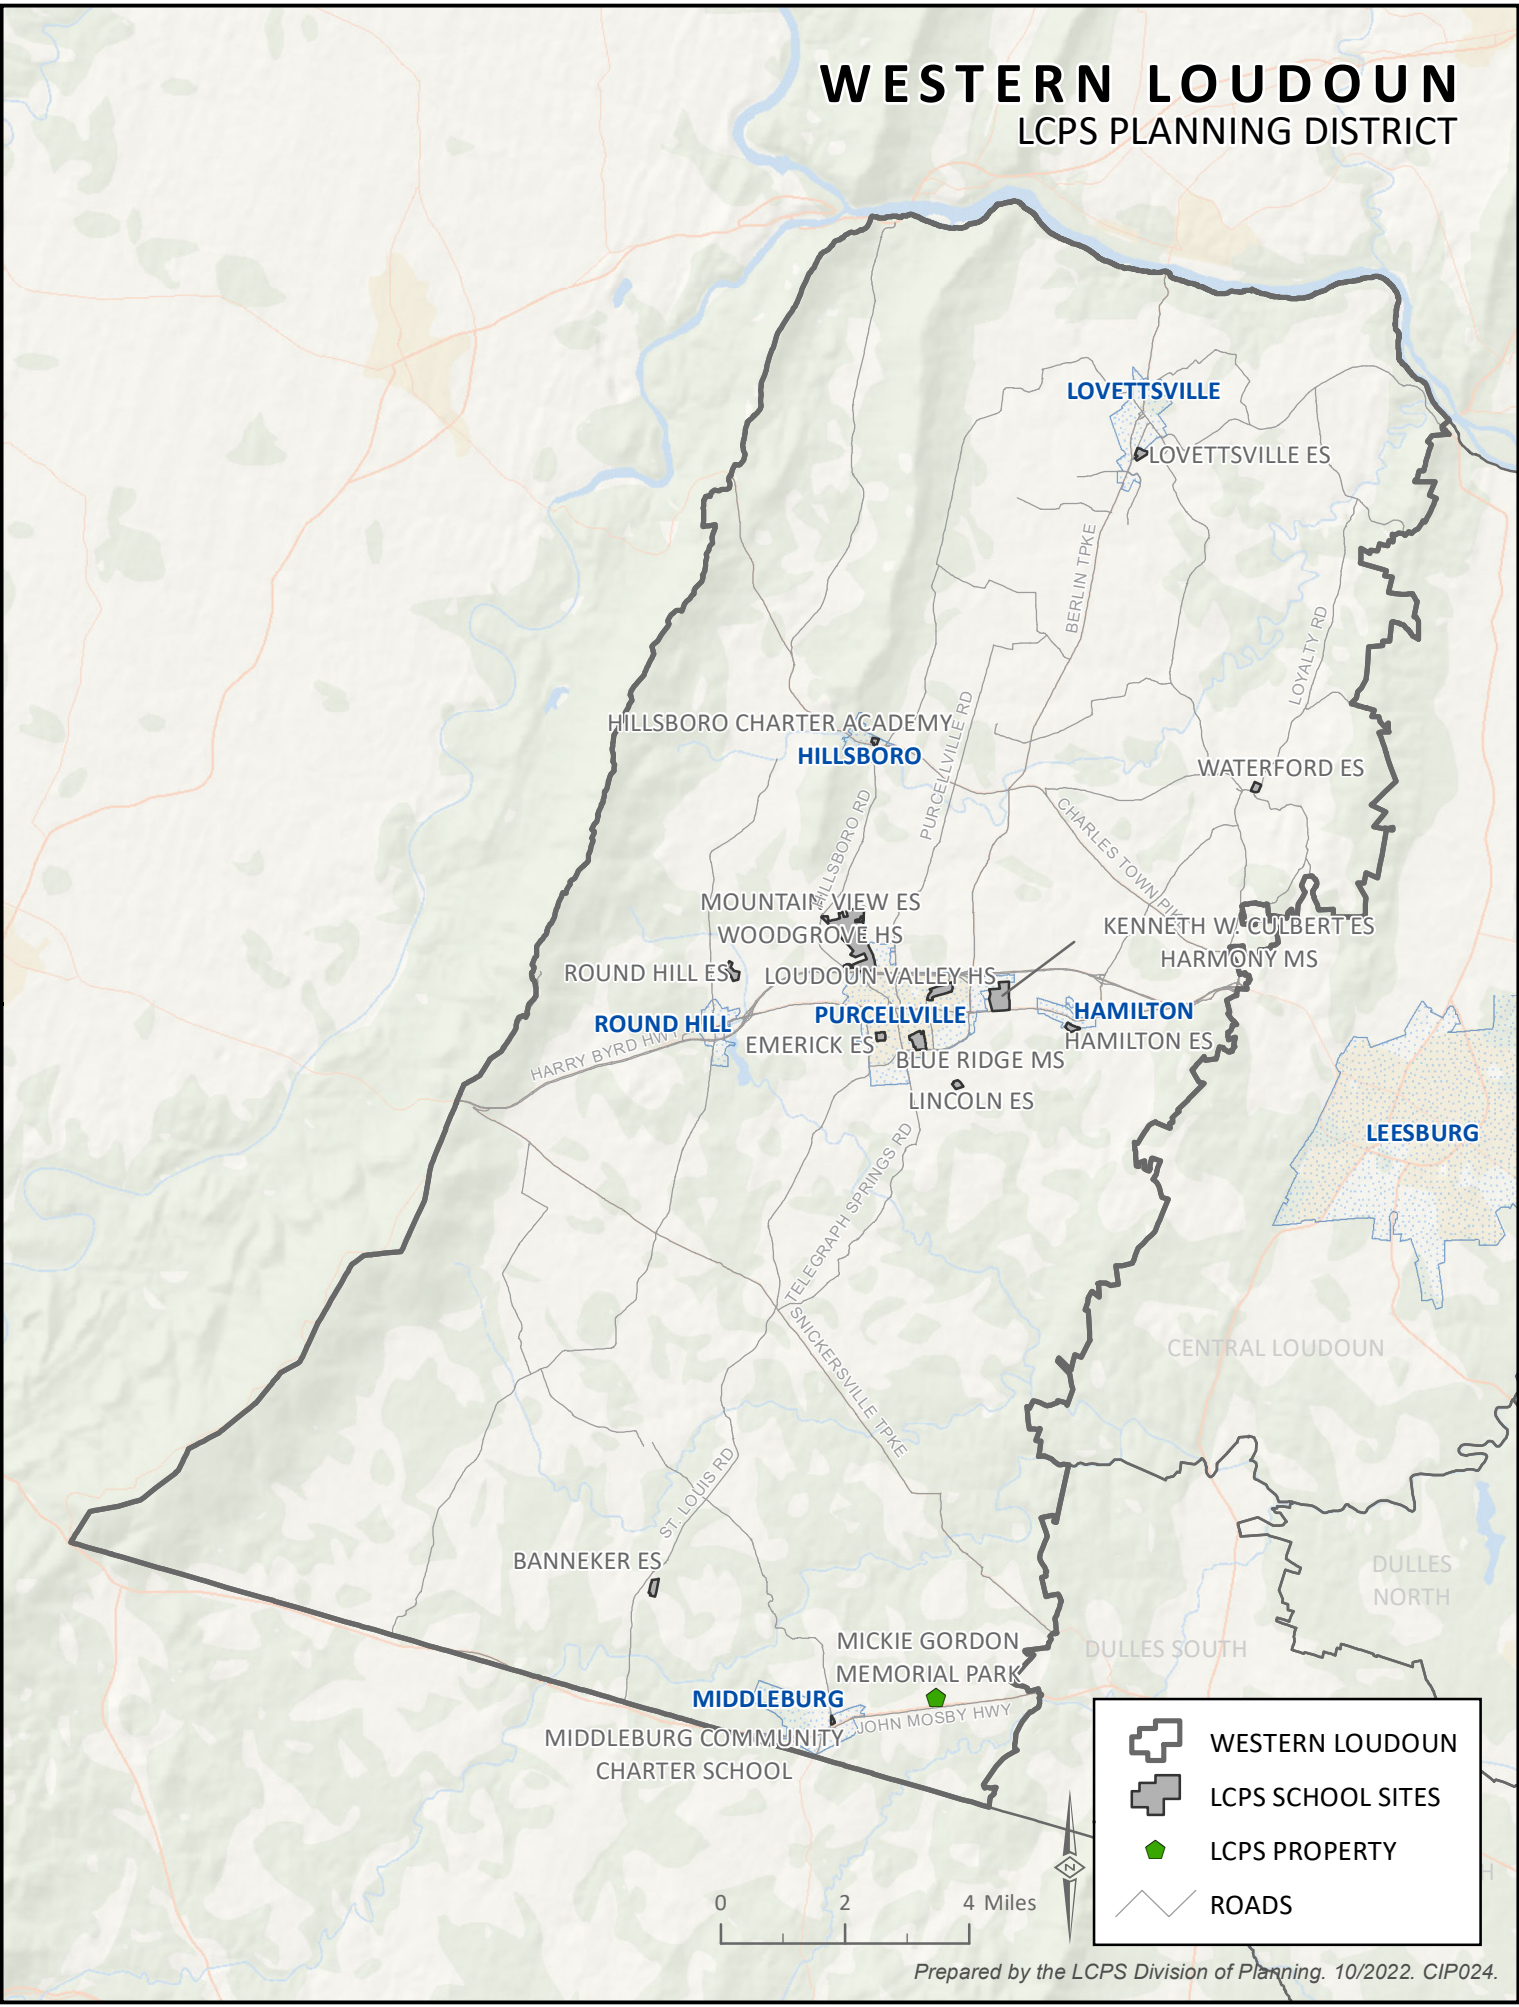 WESTERN LOUDOUN
LCPS PLANNING DISTRICT
LOVETTSVILLE
LOVETTSVILLE ES
BERLIN TPKE
LOYALTY RD
PURCELLVILLE RD
HILLSBORO CHARTER ACADEMY
HILLSBORO
WATERFORD ES
HILLSBORO RD
CHARLES TOWN PIKE
MOUNTAIN VIEW ES
WOODGROVE HS
KENNETH W. CULBERT ES
HARMONY MS
ROUND HILL ES
LOUDOUN VALLEY HS
ROUND HILL
PURCELLVILLE
HAMILTON
HARRY BYRD HWY
EMERICK ES
HAMILTON ES
BLUE RIDGE MS
LINCOLN ES
LEESBURG
TELEGRAPH SPRINGS RD
SNICKERSVILLE TPKE
CENTRAL LOUDOUN
ST. LOUIS RD
BANNEKER ES
DULLES
NORTH
MICKIE GORDON
MEMORIAL PARK
DULLES SOUTH
MIDDLEBURG
JOHN MOSBY HWY
MIDDLEBURG COMMUNITY
CHARTER SCHOOL
WESTERN LOUDOUN
LCPS SCHOOL SITES
LCPS PROPERTY
ROADS
N
0 2 4 Miles
Prepared by the LCPS Division of Planning. 10/2022. CIP024.